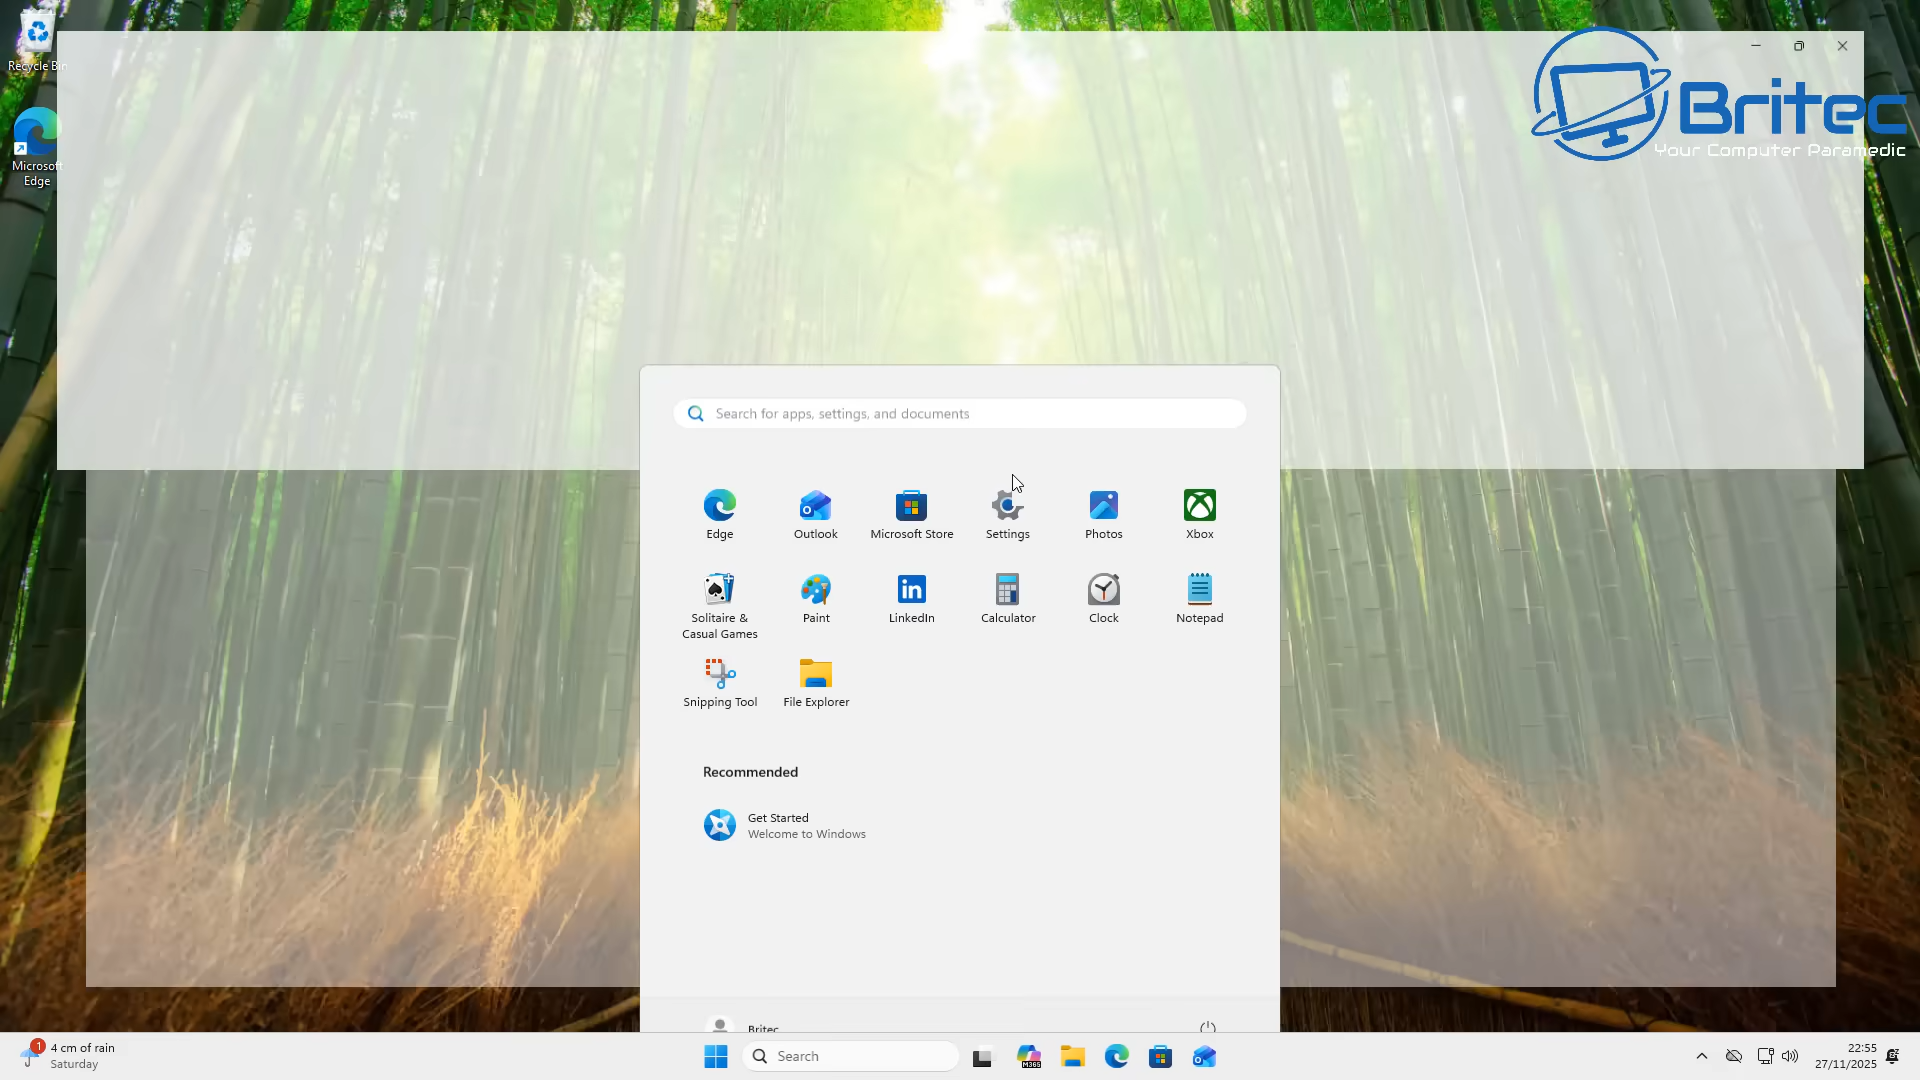 Recycle Bin
Microsoft
Edge
Britec
Your Computer Paramedic
Search for apps, settings, and documents
Edge
Outlook
Microsoft Store
Settings
Photos
Xbox
Solitaire &
Casual Games
Paint
LinkedIn
Calculator
Clock
Notepad
Snipping Tool
File Explorer
Recommended
Get Started
Welcome to Windows
Britec
1
4 cm of rain
Saturday
Search
M365
22:55
27/11/2025